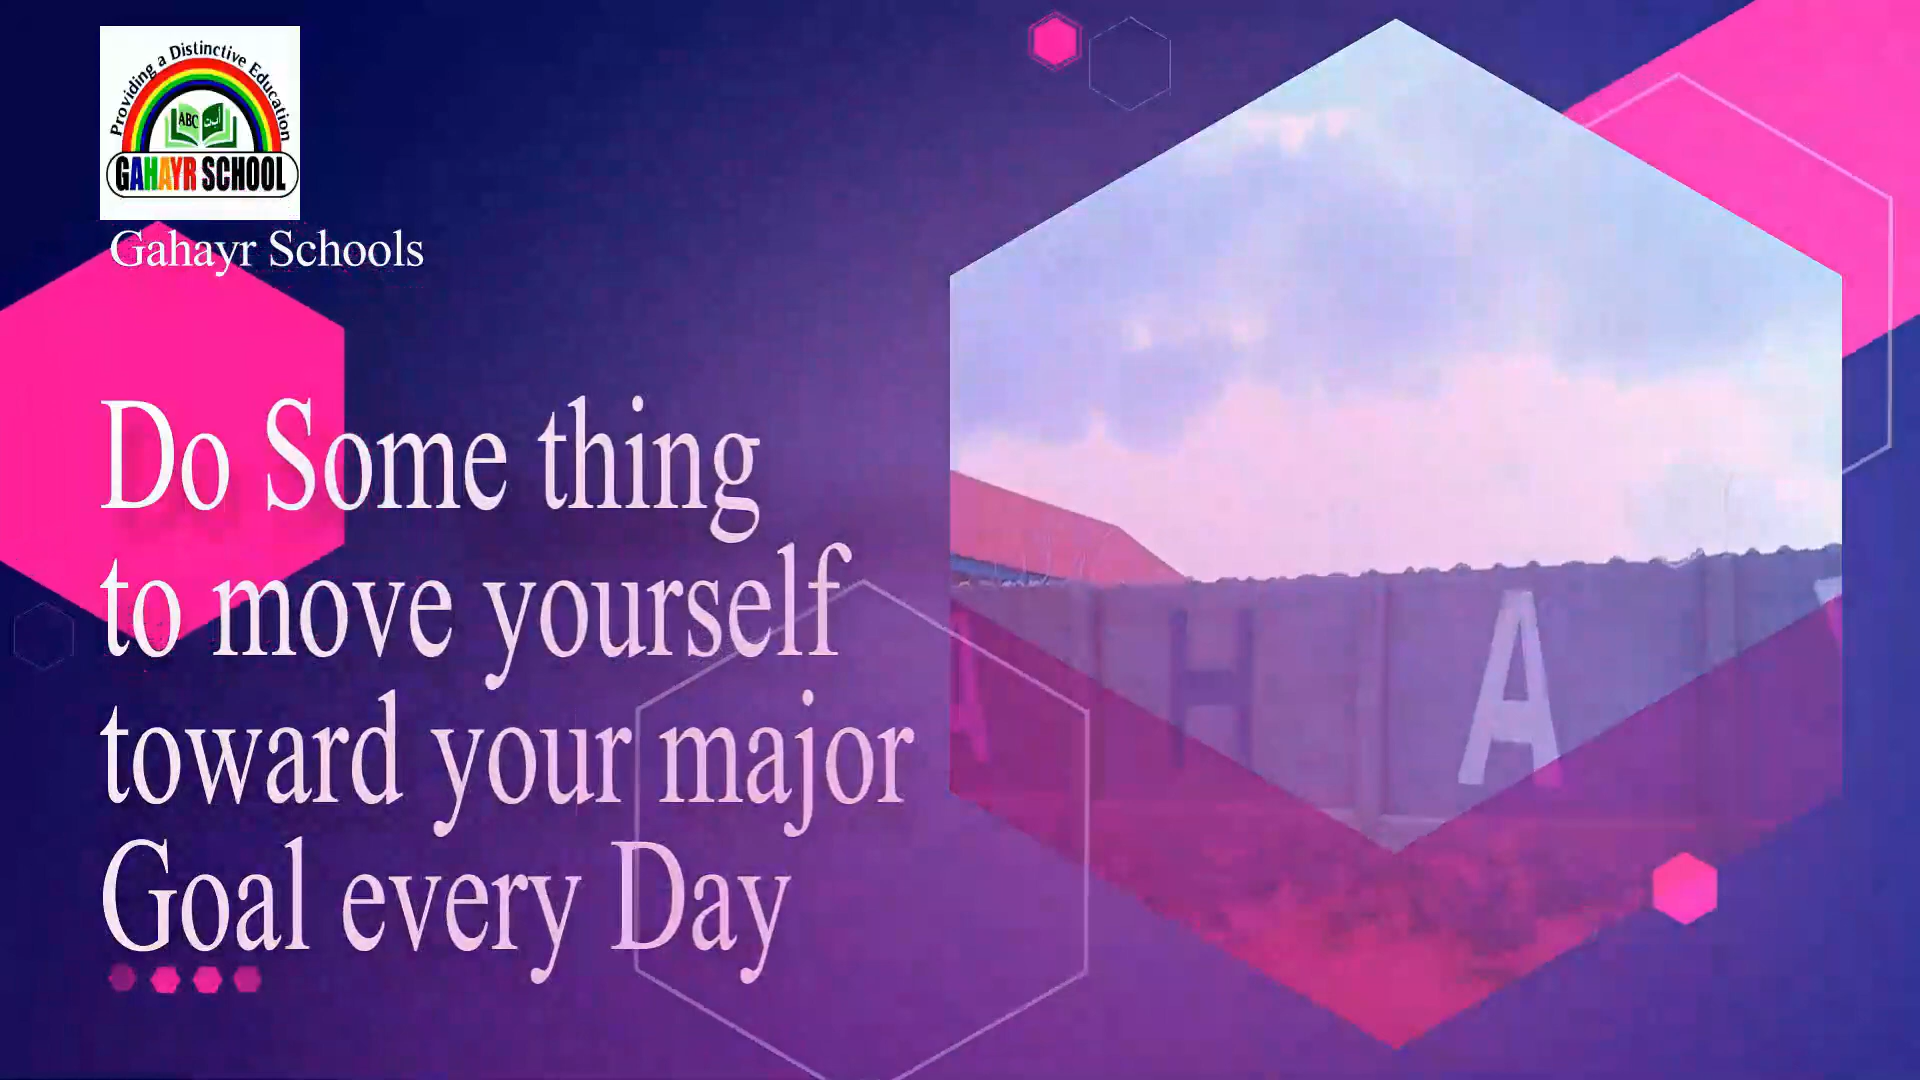 Providing a Distinctive Education
ABC
GAHAYR SCHOOL
Gahayr Schools
Do Some thing
to move yourself
toward your major
Goal every Day
A H A